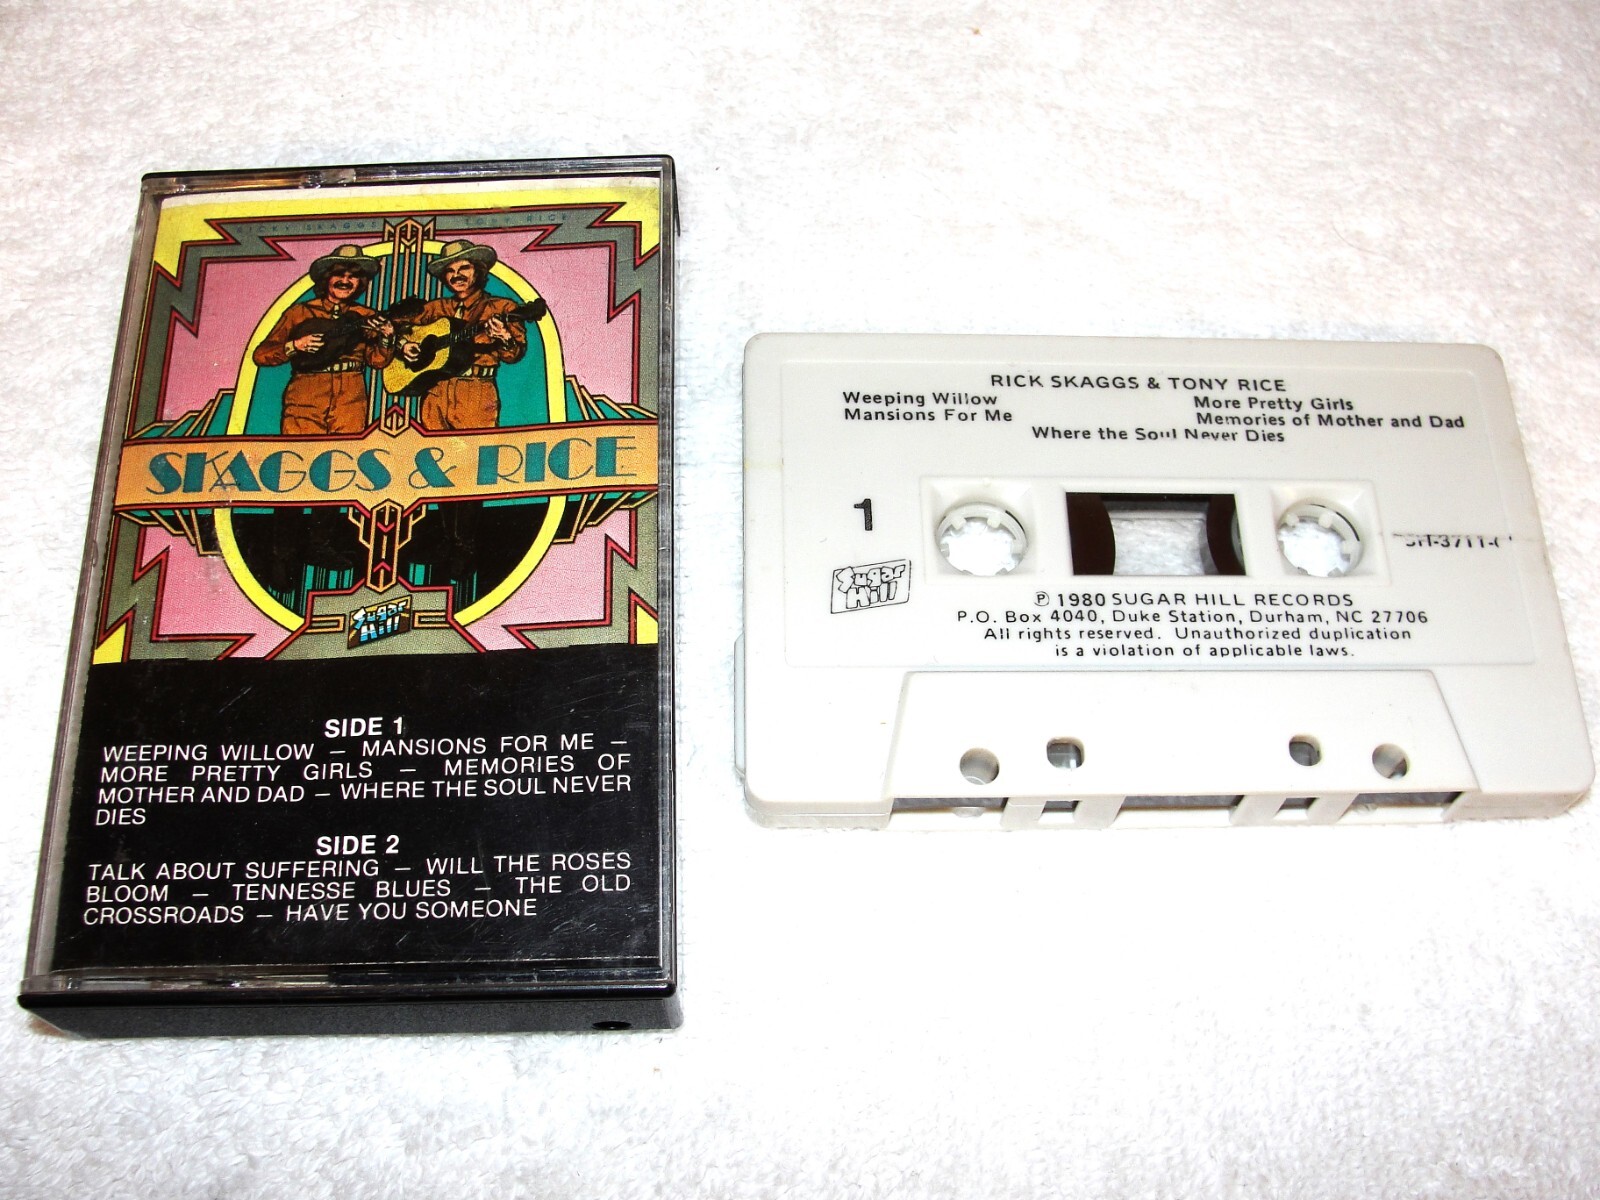 RICKY SKAGGS TONY RICE
SKAGGS & RICE
Sugar
Hill
SIDE 1
WEEPING WILLOW – MANSIONS FOR ME –
MORE PRETTY GIRLS – MEMORIES OF
MOTHER AND DAD – WHERE THE SOUL NEVER
DIES
SIDE 2
TALK ABOUT SUFFERING – WILL THE ROSES
BLOOM – TENNESSE BLUES – THE OLD
CROSSROADS – HAVE YOU SOMEONE
RICK SKAGGS & TONY RICE
Weeping Willow More Pretty Girls
Mansions For Me Memories of Mother and Dad
Where the Soul Never Dies
1
Sugar
Hill
℗ 1980 SUGAR HILL RECORDS
P.O. Box 4040, Duke Station, Durham, NC 27706
All rights reserved. Unauthorized duplication
is a violation of applicable laws.